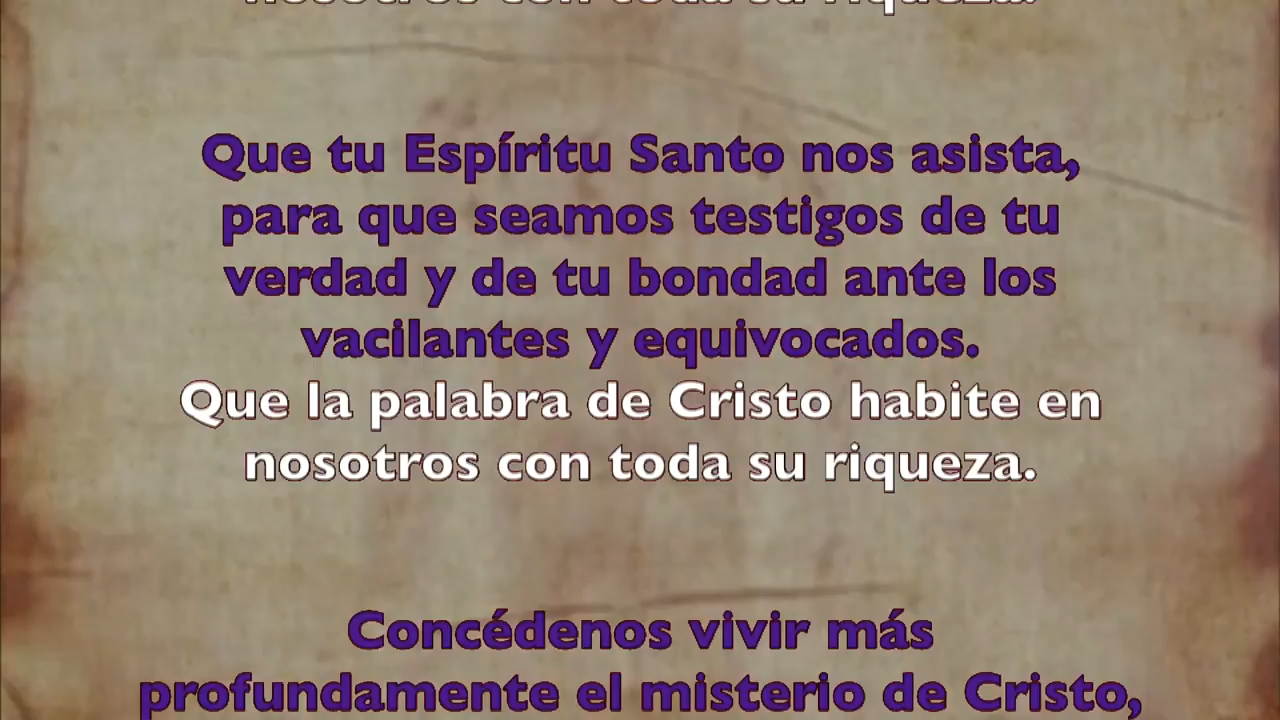 nosotros con toda su riqueza.
Que tu Espíritu Santo nos asista,
para que seamos testigos de tu
verdad y de tu bondad ante los
vacilantes y equivocados.
Que la palabra de Cristo habite en
nosotros con toda su riqueza.
Concédenos vivir más
profundamente el misterio de Cristo,